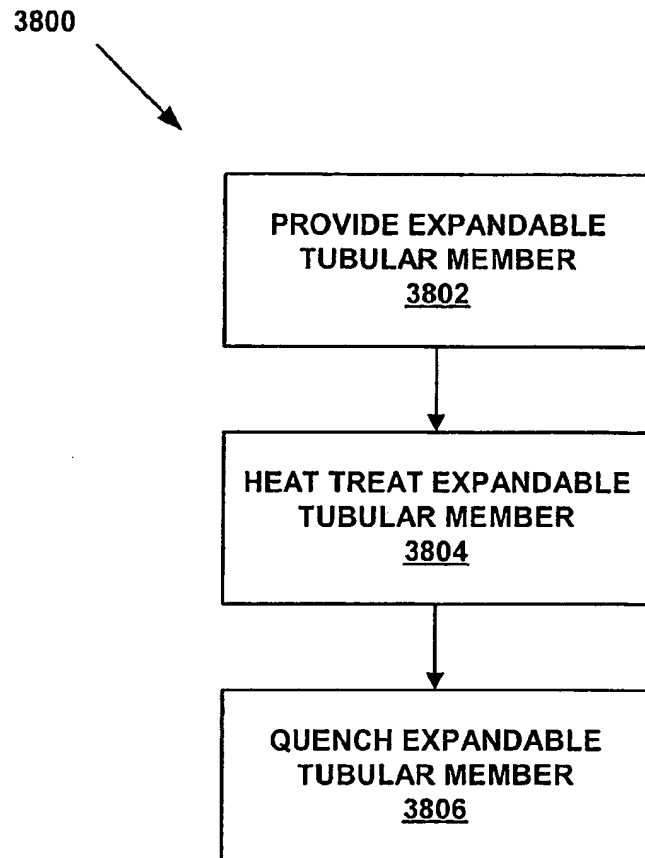 3800
PROVIDE EXPANDABLE
TUBULAR MEMBER
3802
HEAT TREAT EXPANDABLE
TUBULAR MEMBER
3804
QUENCH EXPANDABLE
TUBULAR MEMBER
3806